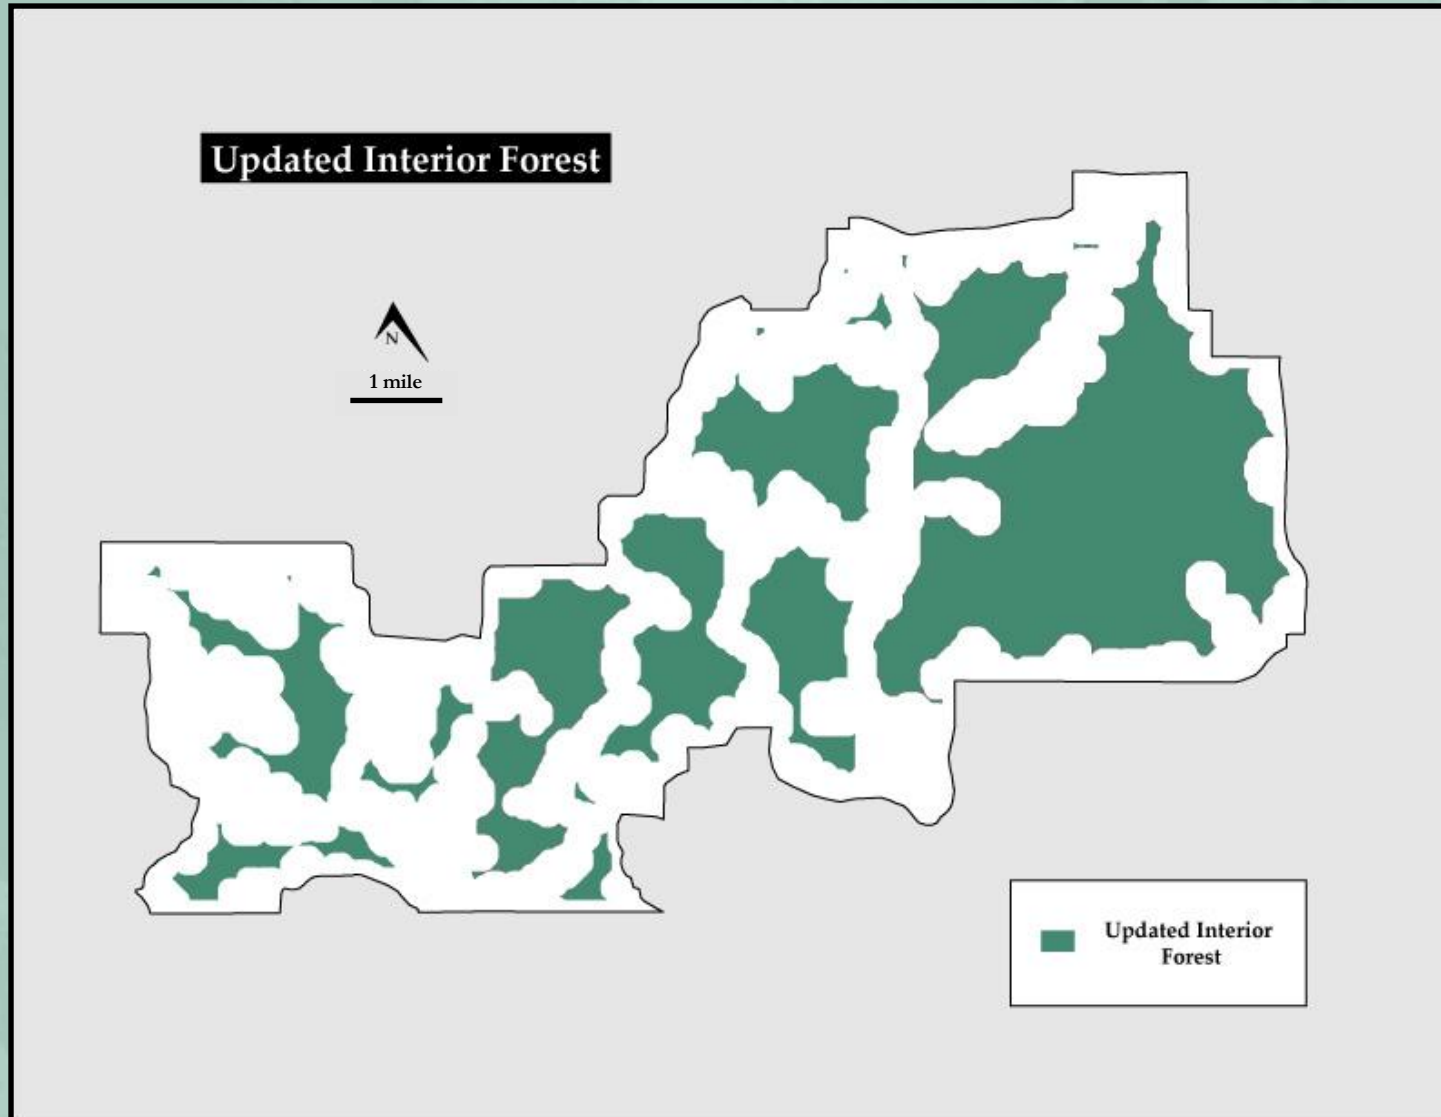 Updated Interior Forest
N
1 mile
Updated Interior
Forest